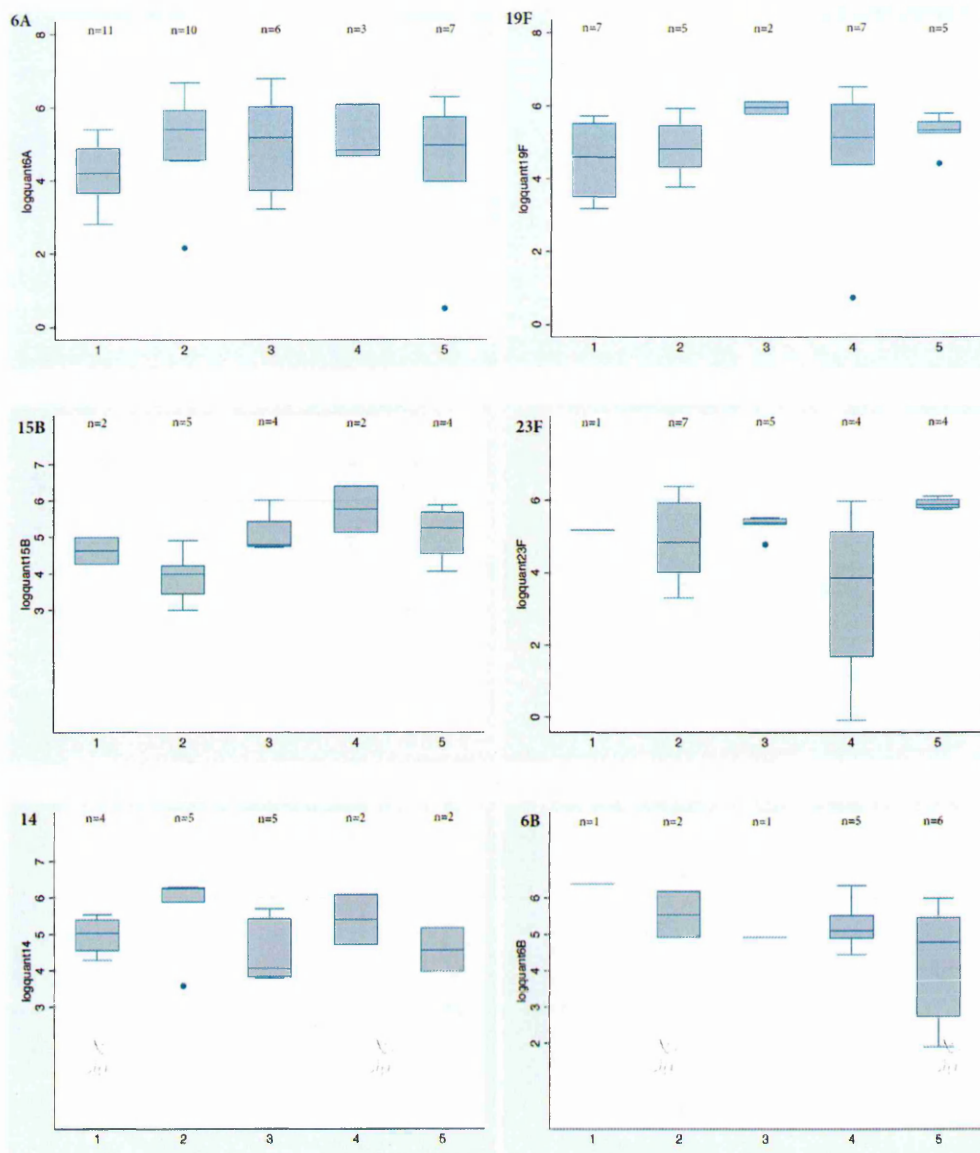 6A
n=11 n=10 n=6 n=3 n=7
8
6
4
2
0
logquant6A
1 2 3 4 5
19F
n=7 n=5 n=2 n=7 n=5
8
6
4
2
0
logquant19F
1 2 3 4 5
15B
n=2 n=5 n=4 n=2 n=4
7
6
5
4
3
logquant15B
1 2 3 4 5
23F
n=1 n=7 n=5 n=4 n=4
6
4
2
0
logquant23F
1 2 3 4 5
14
n=4 n=5 n=5 n=2 n=2
7
6
5
4
3
logquant14
1 2 3 4 5
6B
n=1 n=2 n=1 n=5 n=6
7
6
5
4
3
2
logquant6B
1 2 3 4 5